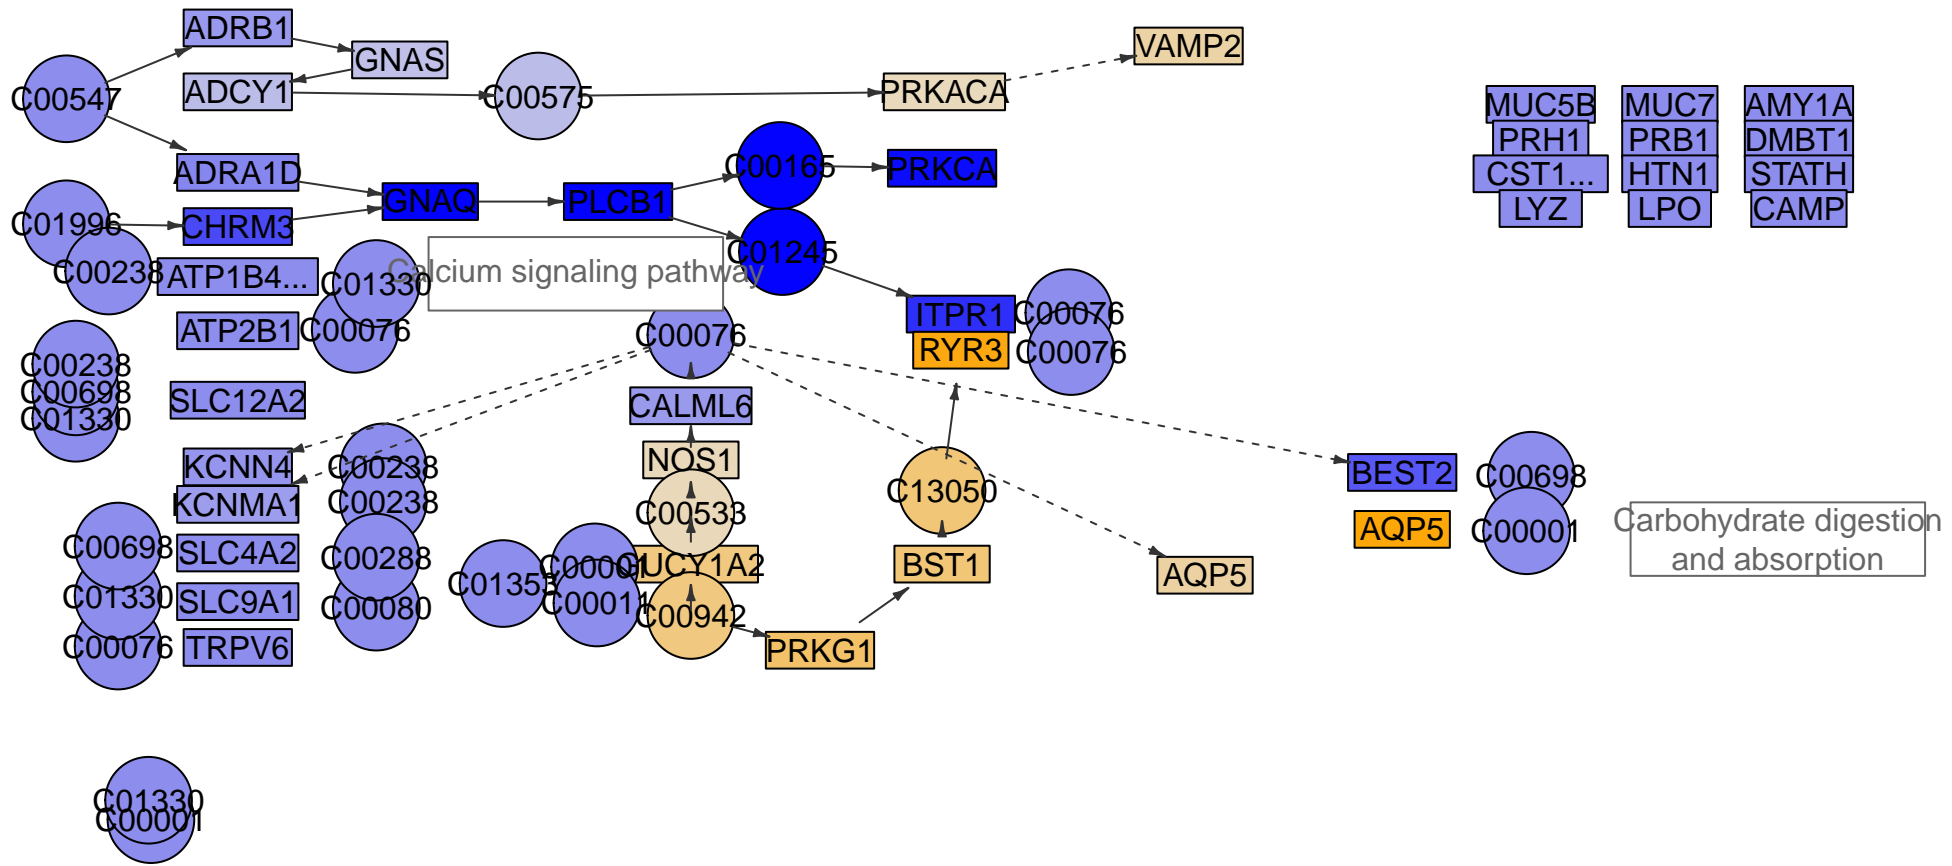 ADRB1
GNAS
VAMP2
C00547
ADCY1
C00575
PRKACA
MUC5B
MUC7
AMY1A
PRH1
PRB1
DMBT1
CST1...
HTN1
STATH
LYZ
LPO
CAMP
ADRA1D
C00165
PRKCA
GNAQ
PLCB1
C01996
CHRM3
C01245
C00238
ATP1B4...
C01330
Calcium signaling pathway
ATP2B1
C00076
C00076
ITPR1
C00076
RYR3
C00076
C00238
C00698
C01330
SLC12A2
CALML6
KCNN4
C00238
NOS1
C13050
BEST2
C00698
KCNMA1
C00238
C00533
AQP5
C00001
Carbohydrate digestion
and absorption
C00698
SLC4A2
C00288
C01353
C00001
GUCY1A2
BST1
AQP5
C01330
SLC9A1
C00080
C00011
C00942
C00076
TRPV6
PRKG1
C01330
C00001